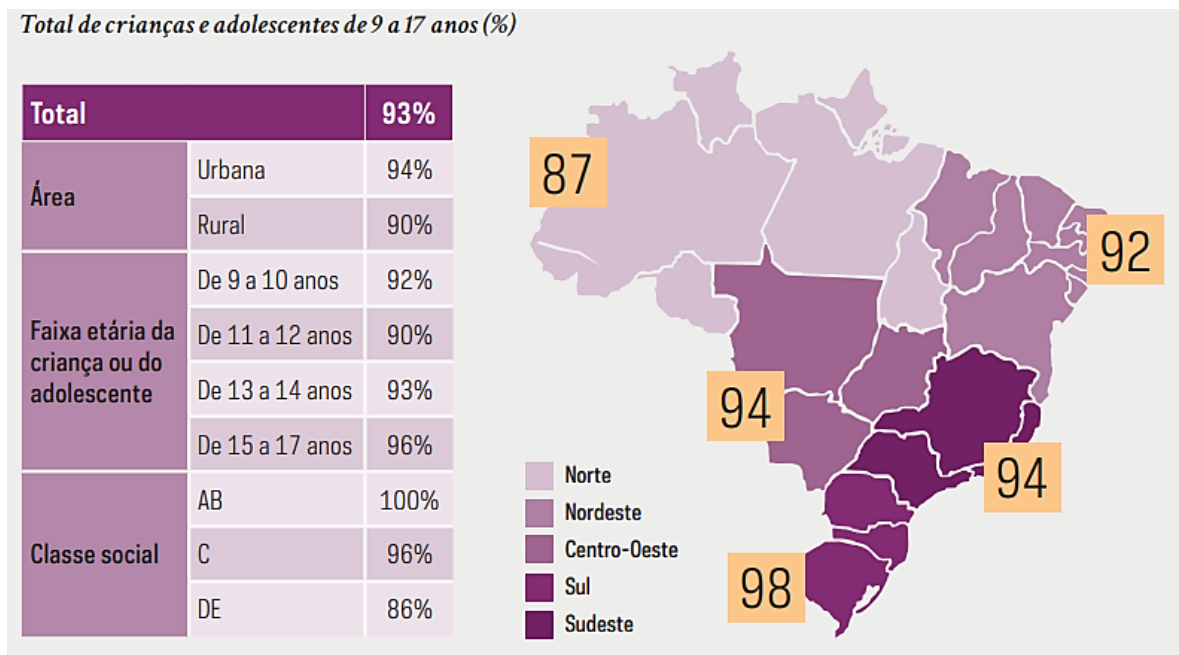 Total de crianças e adolescentes de 9 a 17 anos (%)
Total 93%
Área
Urbana 94%
Rural 90%
Faixa etária da
criança ou do
adolescente
De 9 a 10 anos 92%
De 11 a 12 anos 90%
De 13 a 14 anos 93%
De 15 a 17 anos 96%
Classe social
AB 100%
C 96%
DE 86%
87
92
94
94
98
Norte
Nordeste
Centro-Oeste
Sul
Sudeste